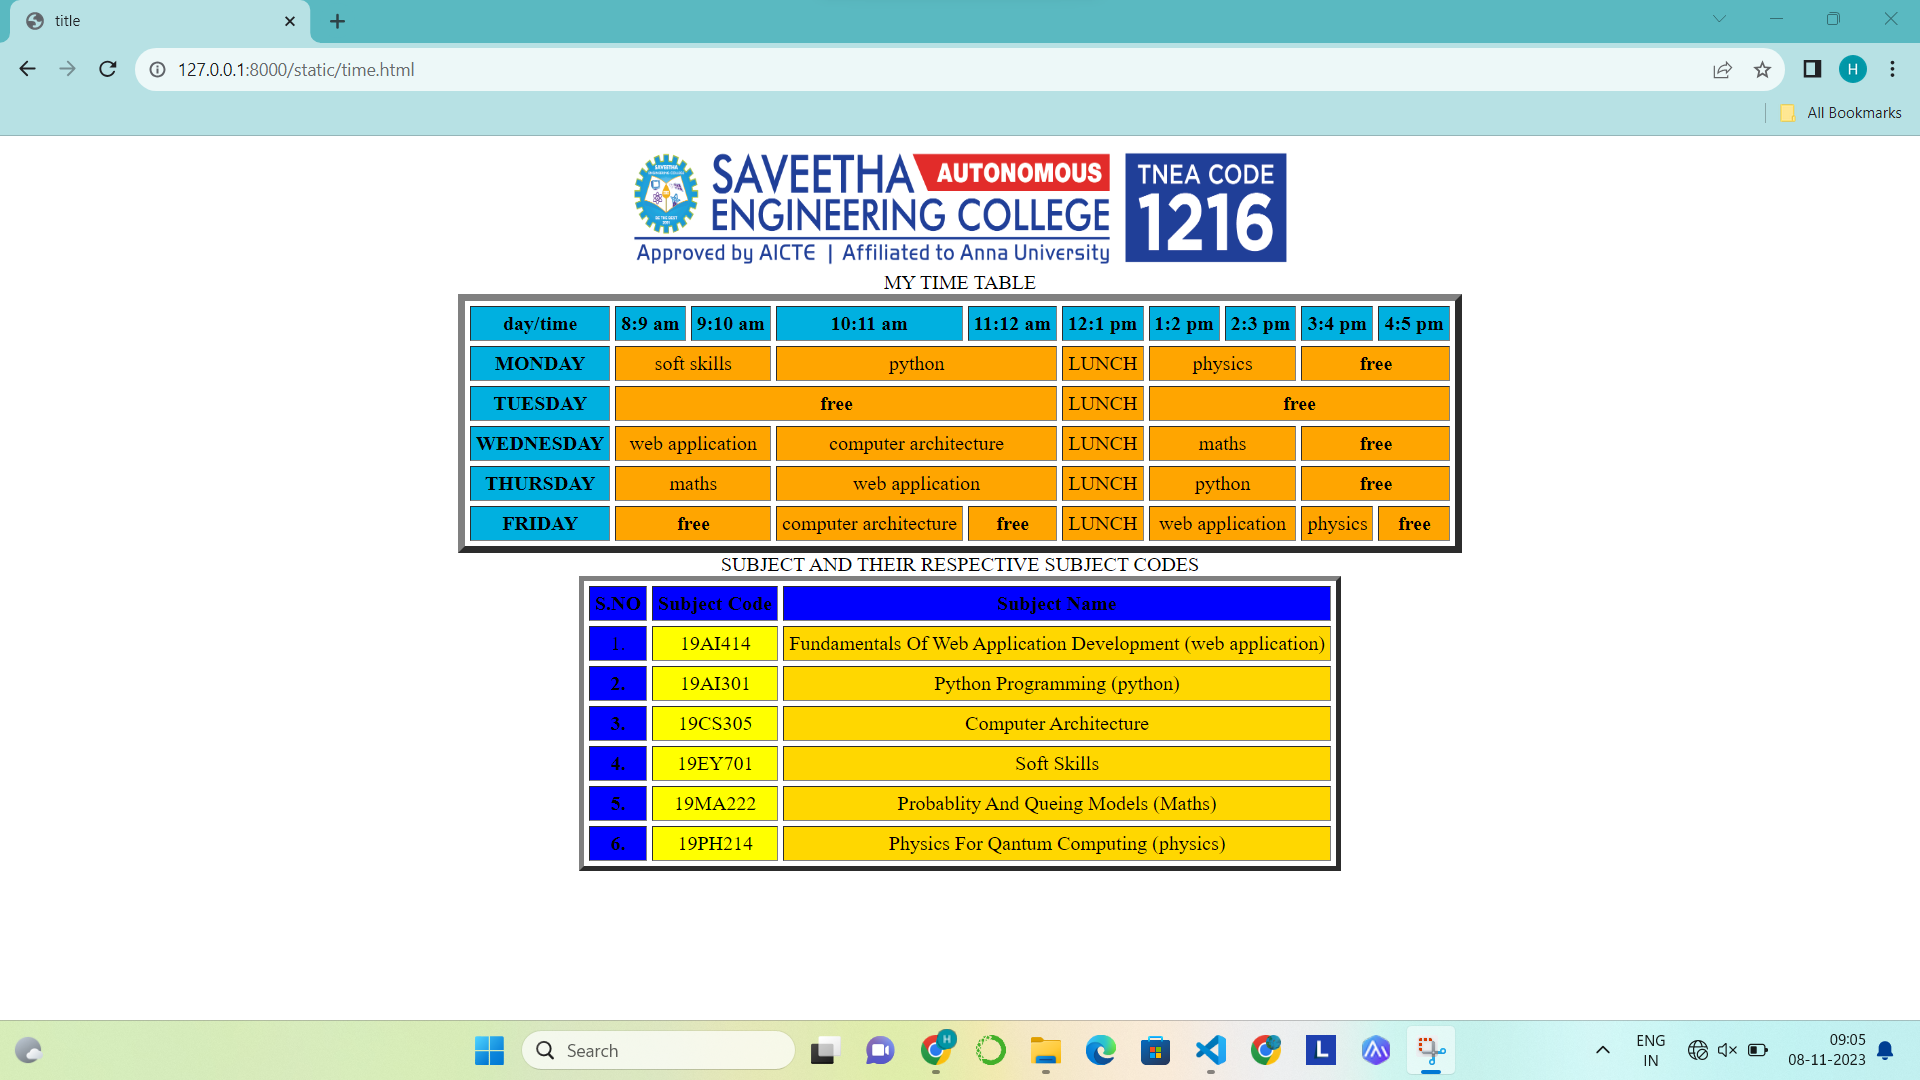 title
127.0.0.1:8000/static/time.html
H
All Bookmarks
SAVEETHA AUTONOMOUS
ENGINEERING COLLEGE
Approved by AICTE | Affiliated to Anna University
TNEA CODE
1216
MY TIME TABLE
day/time 8:9 am 9:10 am 10:11 am 11:12 am 12:1 pm 1:2 pm 2:3 pm 3:4 pm 4:5 pm
MONDAY soft skills python LUNCH physics free
TUESDAY free LUNCH free
WEDNESDAY web application computer architecture LUNCH maths free
THURSDAY maths web application LUNCH python free
FRIDAY free computer architecture free LUNCH web application physics free
SUBJECT AND THEIR RESPECTIVE SUBJECT CODES
S.NO Subject Code Subject Name
1. 19AI414 Fundamentals Of Web Application Development (web application)
2. 19AI301 Python Programming (python)
3. 19CS305 Computer Architecture
4. 19EY701 Soft Skills
5. 19MA222 Probablity And Queing Models (Maths)
6. 19PH214 Physics For Qantum Computing (physics)
Search
H
L
ENG
IN
09:05
08-11-2023